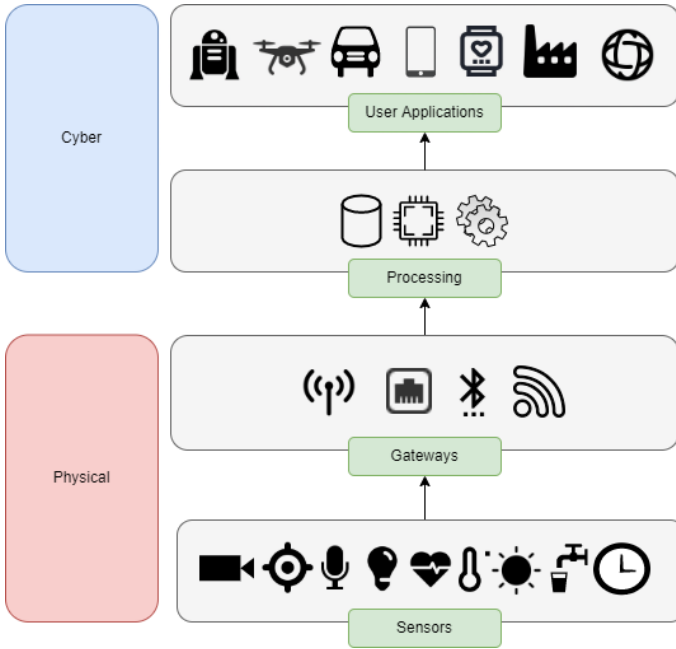 Cyber
User Applications
Processing
Physical
Gateways
Sensors